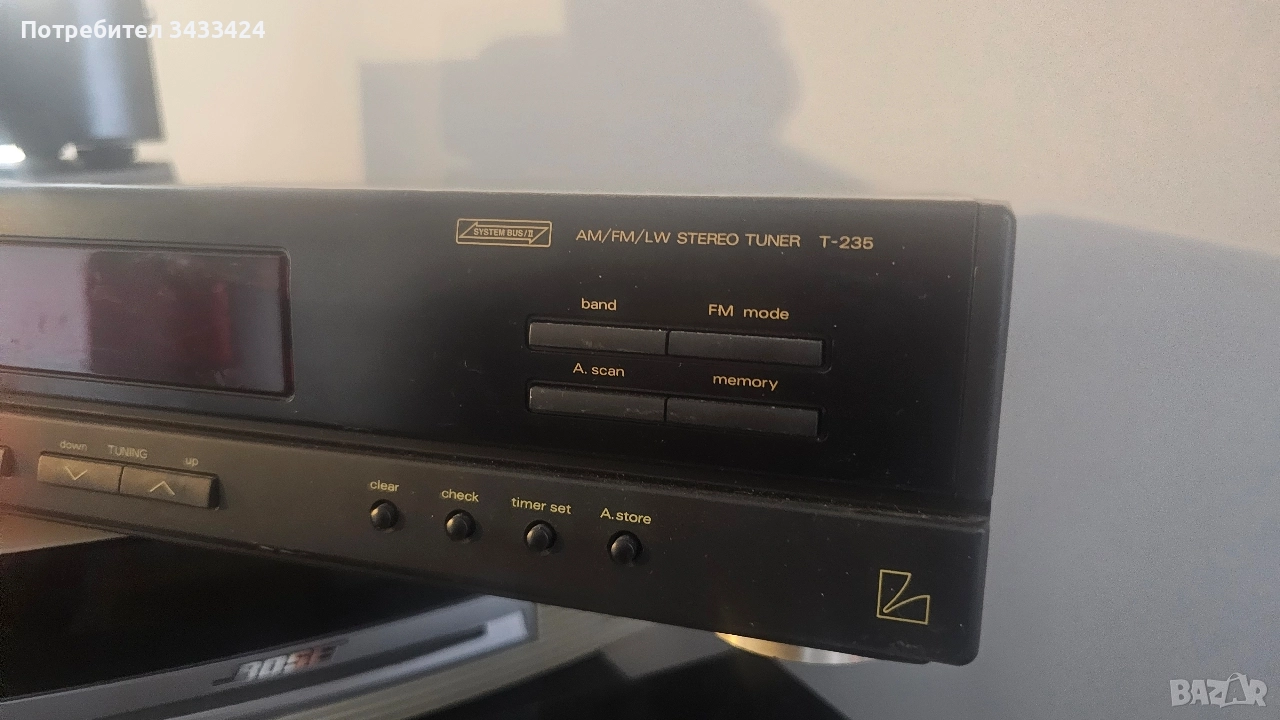 Потребител 3433424
SYSTEM BUS/II
AM/FM/LW STEREO TUNER T-235
band
FM mode
A. scan
memory
down TUNING up
clear
check
timer set
A.store
BOSE
BAZAR